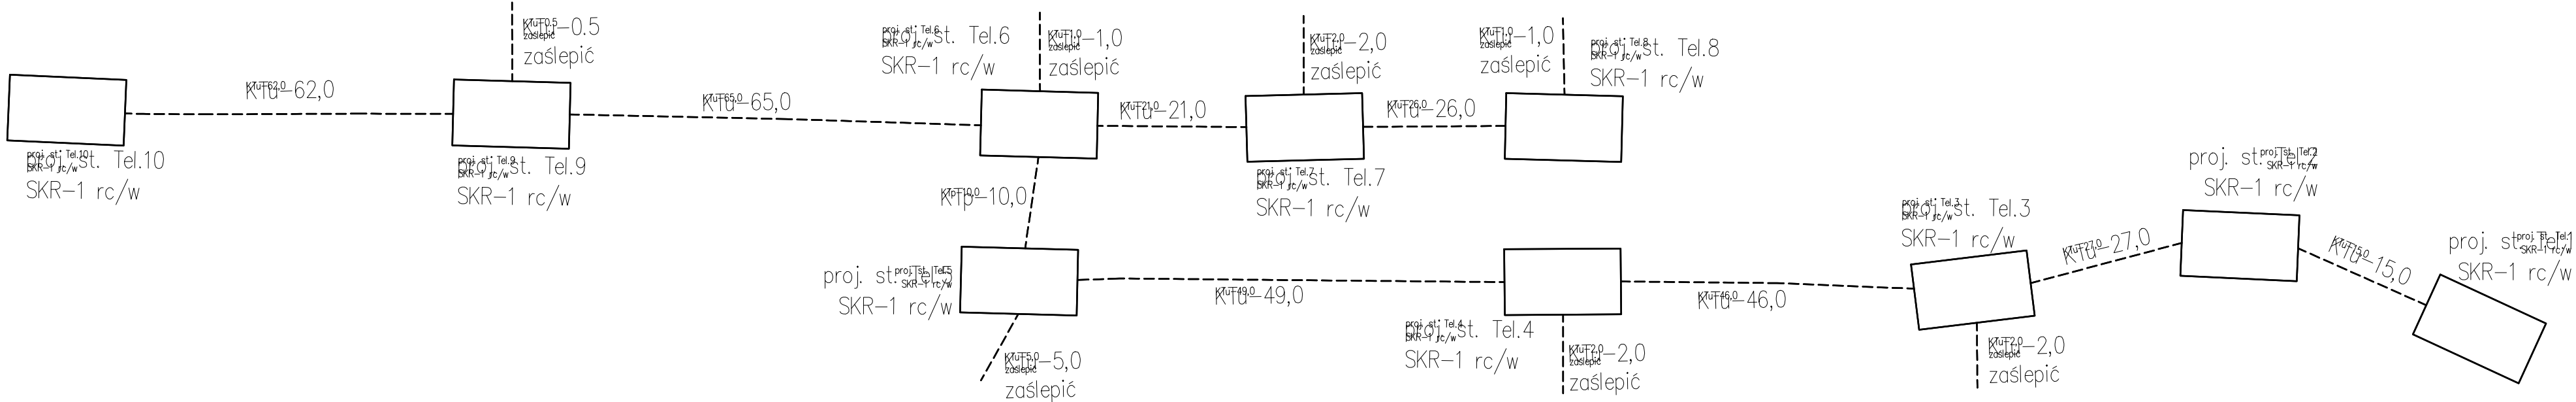 KTu-0.5
zaślepić
proj. st. Tel.6
SKR-1 rc/w
KTu-1,0
zaślepić
KTu-2,0
zaślepić
KTu-1,0
zaślepić
proj. st. Tel.8
SKR-1 rc/w
KTu-62,0
KTu-65,0
KTu-21,0
KTu-26,0
proj. st. Tel.10
SKR-1 rc/w
proj. st. Tel.9
SKR-1 rc/w
proj. st. Tel.7
SKR-1 rc/w
proj. st. Tel.2
SKR-1 rc/w
KTp-10,0
proj. st. Tel.3
SKR-1 rc/w
KTu-27,0
KTu-15,0
proj. st. Tel.1
SKR-1 rc/w
proj. st. Tel.5
SKR-1 rc/w
KTu-49,0
KTu-46,0
proj. st. Tel.4
SKR-1 rc/w
KTu-5,0
zaślepić
KTu-2,0
zaślepić
KTu-2,0
zaślepić